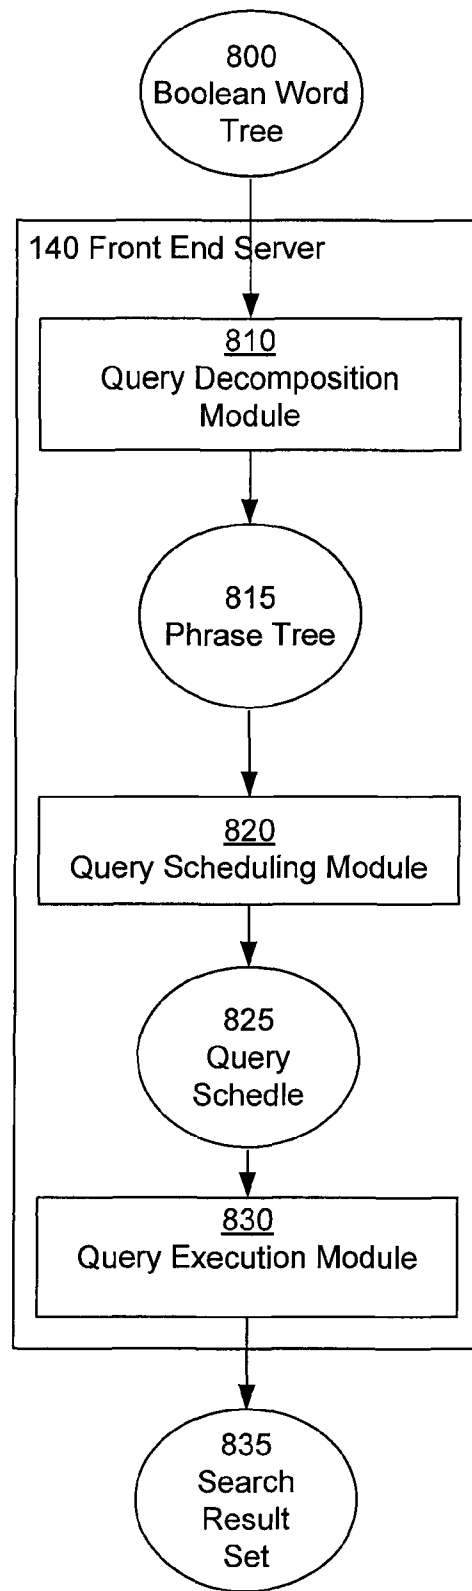 800
Boolean Word
Tree
140 Front End Server
810
Query Decomposition
Module
815
Phrase Tree
820
Query Scheduling Module
825
Query
Schedle
830
Query Execution Module
835
Search
Result
Set